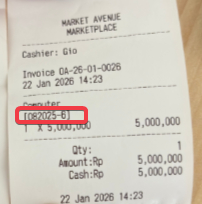 MARKET AVENUE
MARKETPLACE
Cashier: Gio
Invoice OA-26-01-0026
22 Jan 2026 14:23
Computer
[082025-6]
1 X 5,000,000 5,000,000
Qty: 1
Amount:Rp 5,000,000
Cash:Rp 5,000,000
22 Jan 2026 14:23